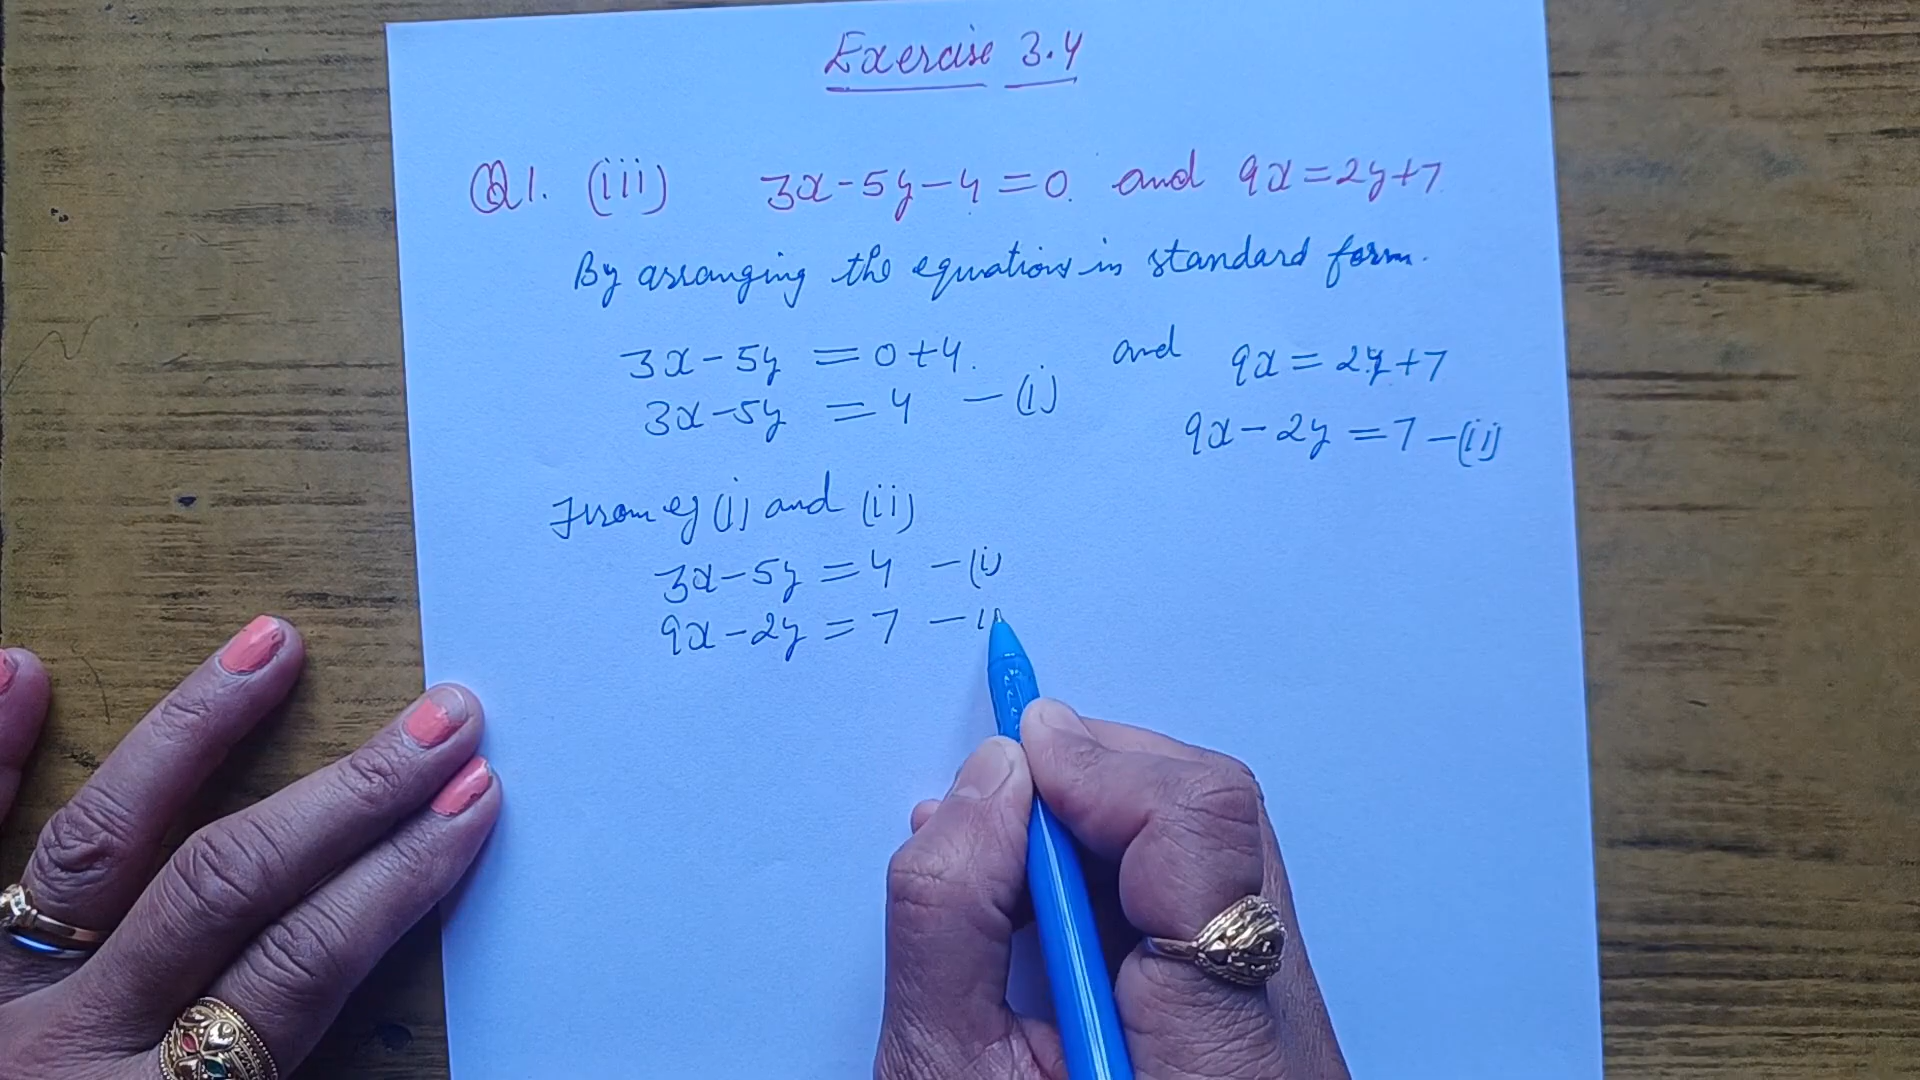 Exercise 3.4
Q1. (iii) 3x-5y-4=0. and 9x=2y+7
By arranging the equations in standard form.
3x-5y =0+4. and 9x=2y+7
3x-5y =4 -(i)
9x-2y=7-(ii)
From eq (i) and (ii)
3x-5y=4 -(i)
9x-2y=7 -(i